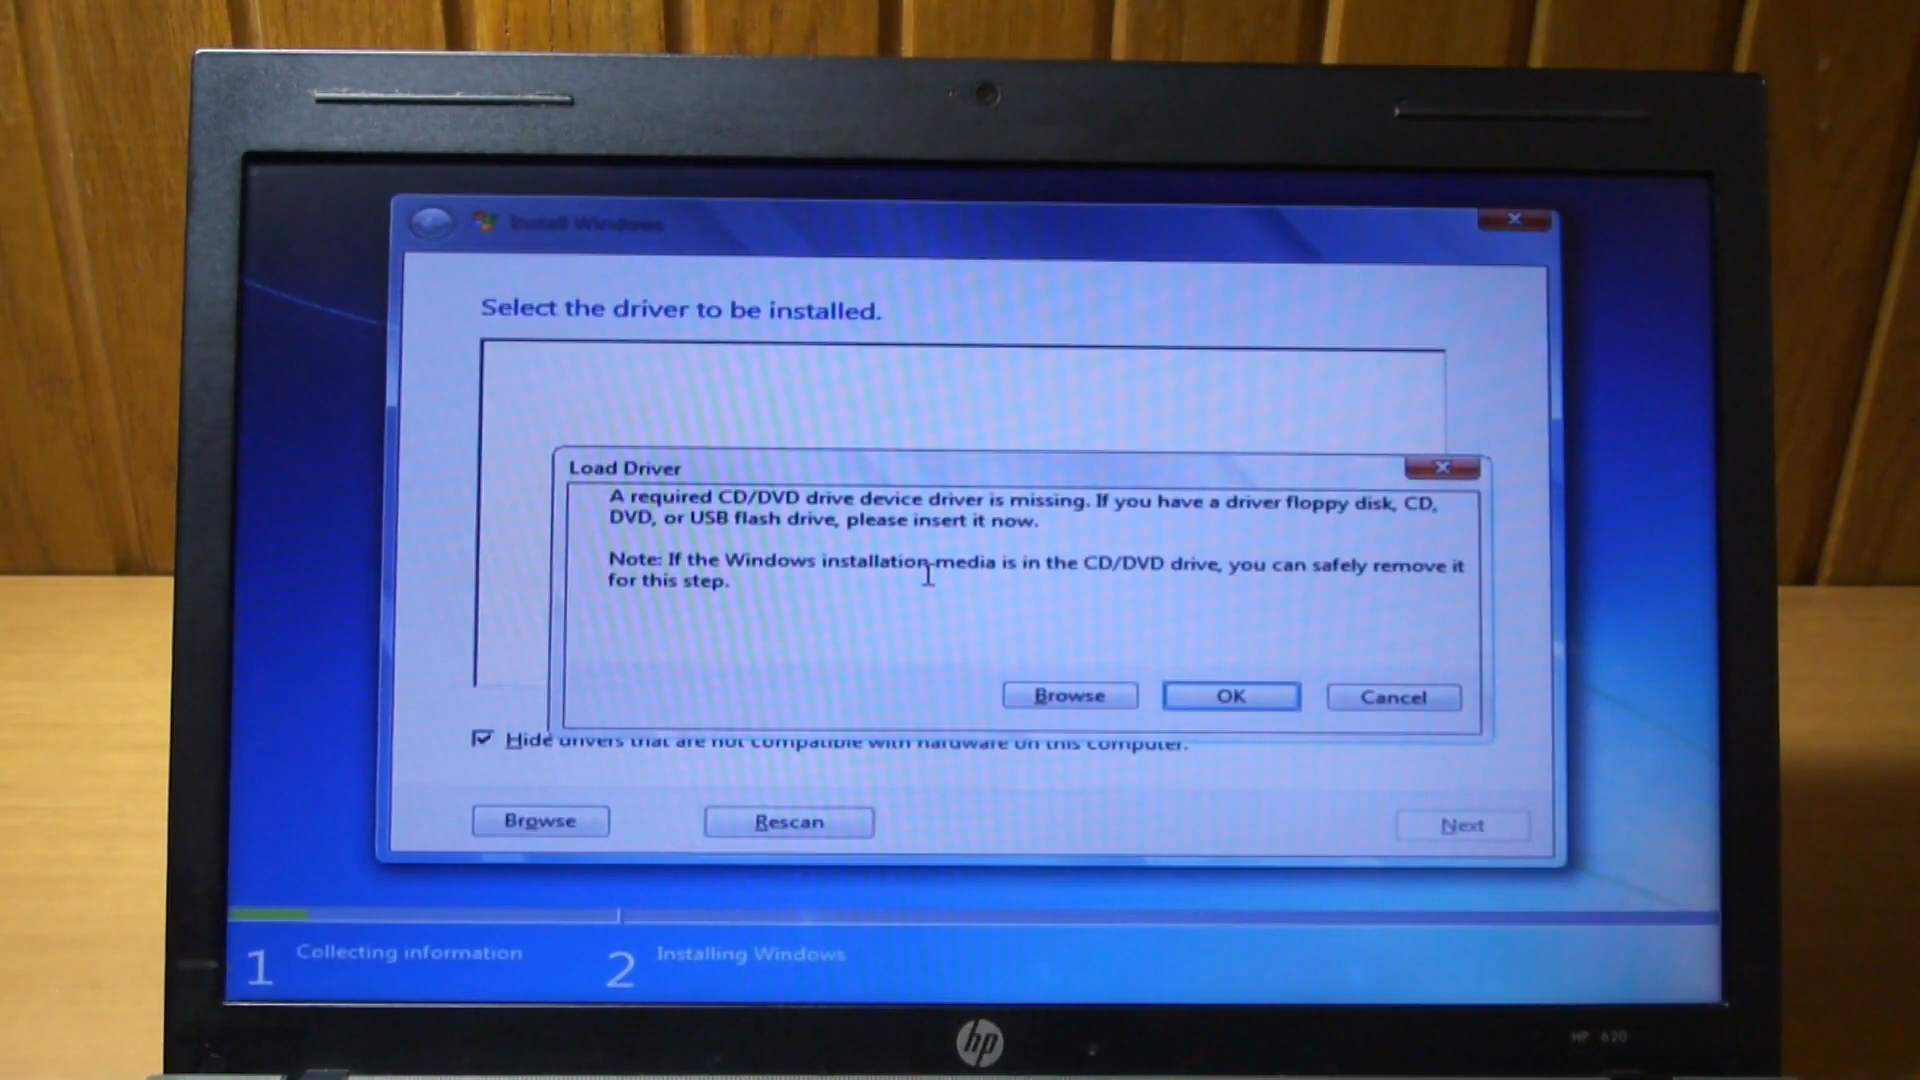 Install Windows
Select the driver to be installed.
Load Driver
A required CD/DVD drive device driver is missing. If you have a driver floppy disk, CD,
DVD, or USB flash drive, please insert it now.
Note: If the Windows installation media is in the CD/DVD drive, you can safely remove it
for this step.
Browse
OK
Cancel
Hide drivers that are not compatible with hardware on this computer.
Browse
Rescan
Next
1 Collecting information
2 Installing Windows
hp
HP 620